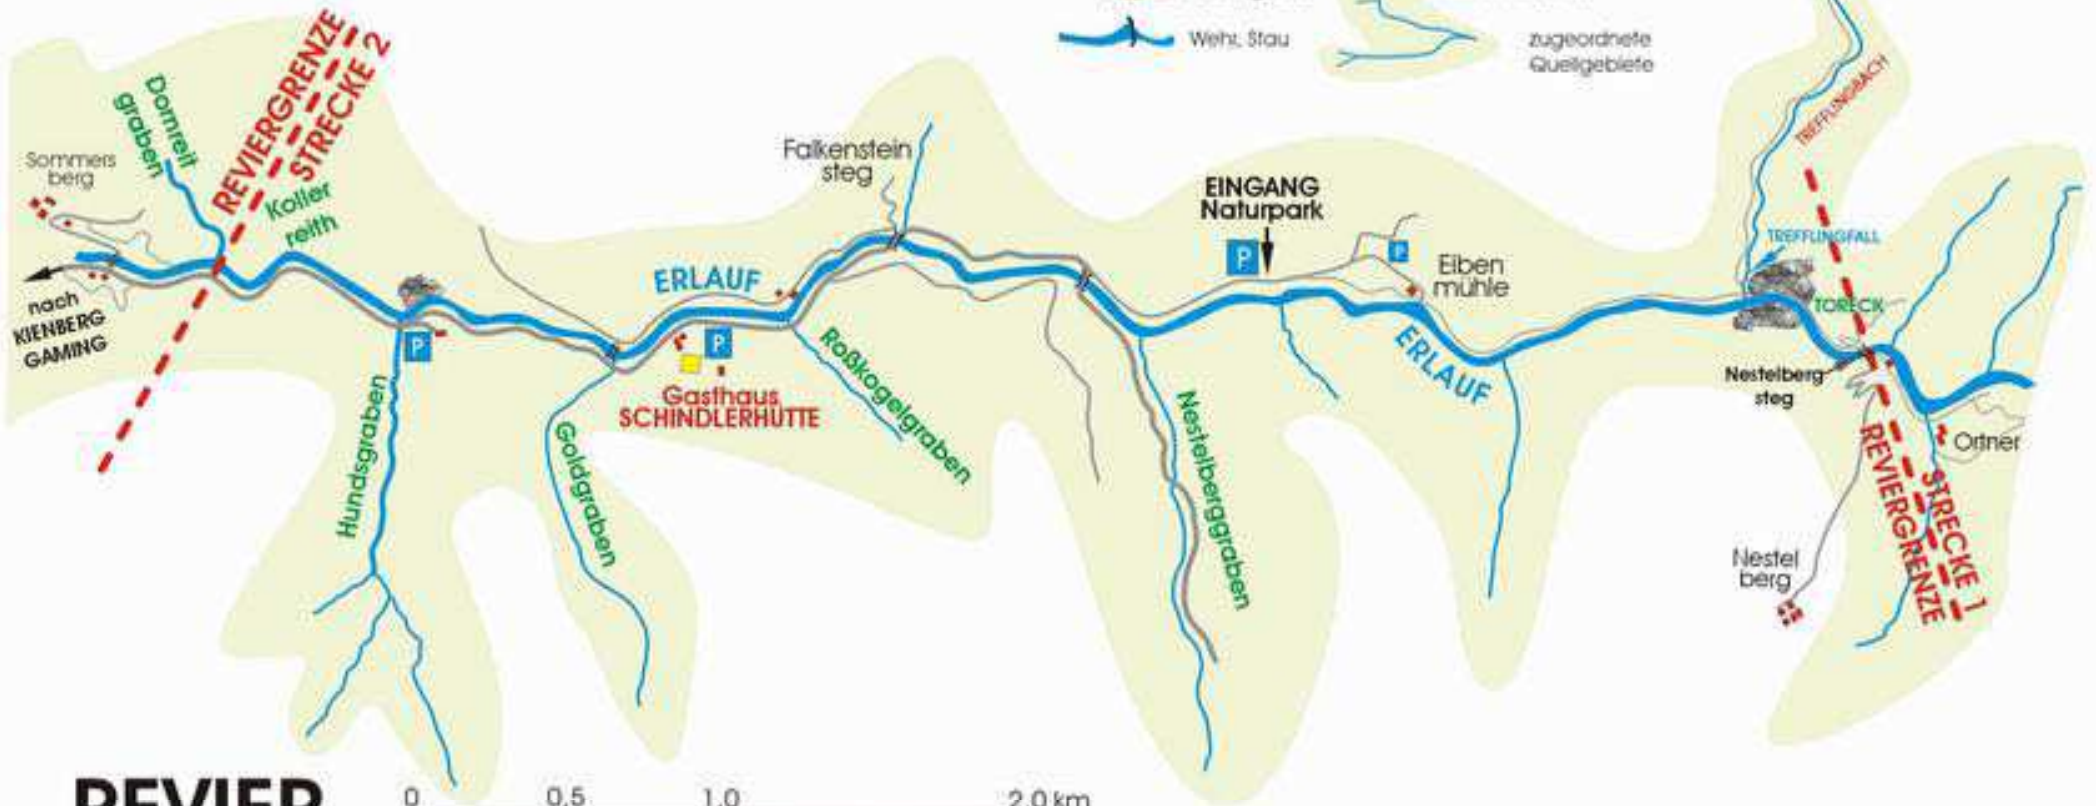 Wehr, Stau
zugeordnete
Quellgebiete
TREFFLINGBACH
REVIERGRENZE
STRECKE 2
Dornreit
graben
Sommers
berg
Koller
reith
nach
KIENBERG
GAMING
Falkenstein
steg
EINGANG
Naturpark
P
P
Eiben
mühle
TREFFLINGFALL
TORECK
ERLAUF
P
P
Gasthaus
SCHINDLERHÜTTE
Roßkogelgraben
ERLAUF
Nestelberg
steg
Hundsgraben
Goldgraben
Nestelberggraben
Ortner
STRECKE 1
REVIERGRENZE
Nestel
berg
REVIER
0 0,5 1,0 2,0 km